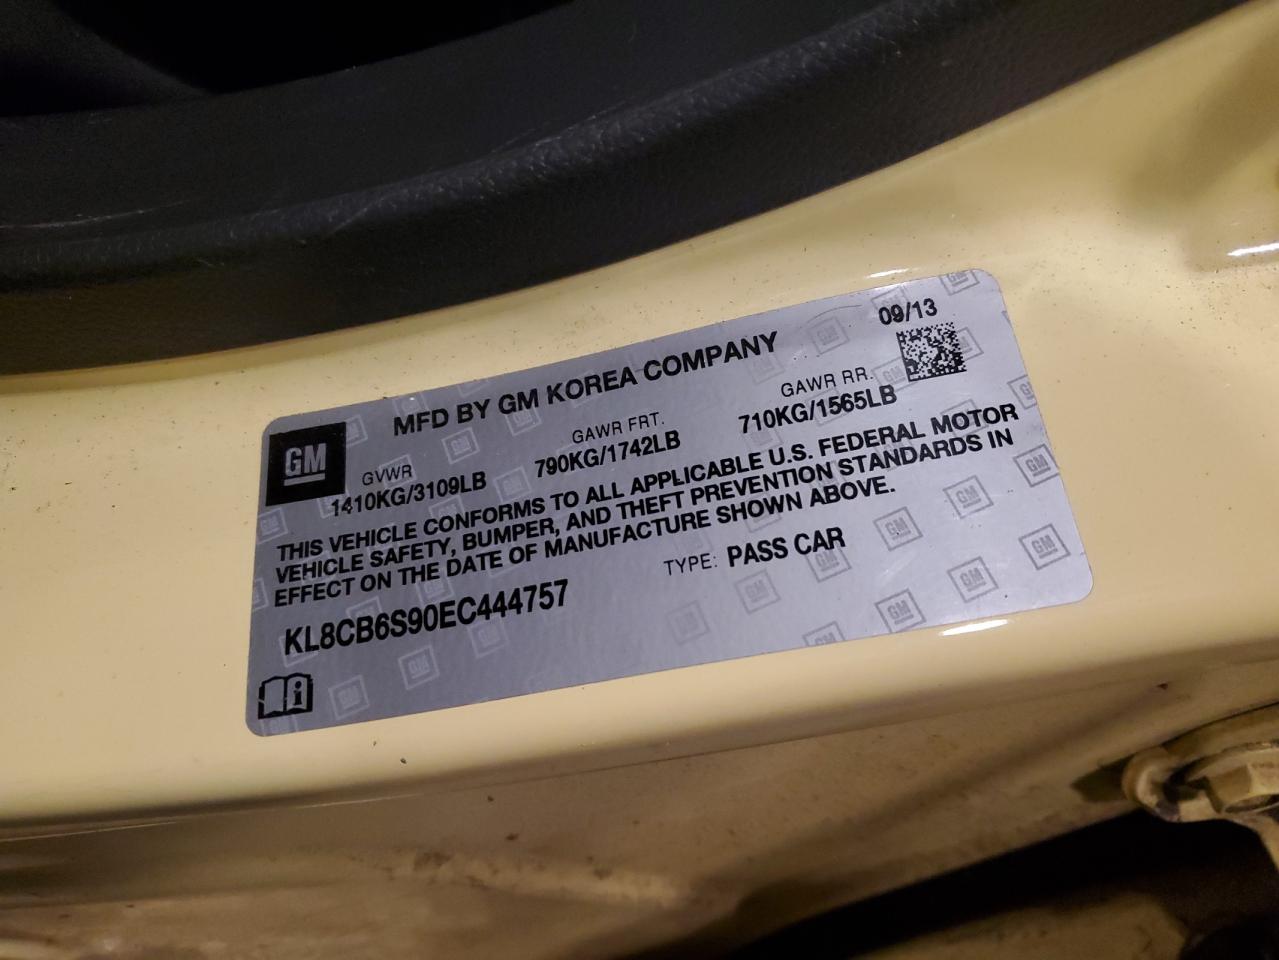 09/13
MFD BY GM KOREA COMPANY
GM
GVWR GAWR FRT. GAWR RR.
1410KG/3109LB 790KG/1742LB 710KG/1565LB
THIS VEHICLE CONFORMS TO ALL APPLICABLE U.S. FEDERAL MOTOR
VEHICLE SAFETY, BUMPER, AND THEFT PREVENTION STANDARDS IN
EFFECT ON THE DATE OF MANUFACTURE SHOWN ABOVE.
TYPE: PASS CAR
KL8CB6S90EC444757